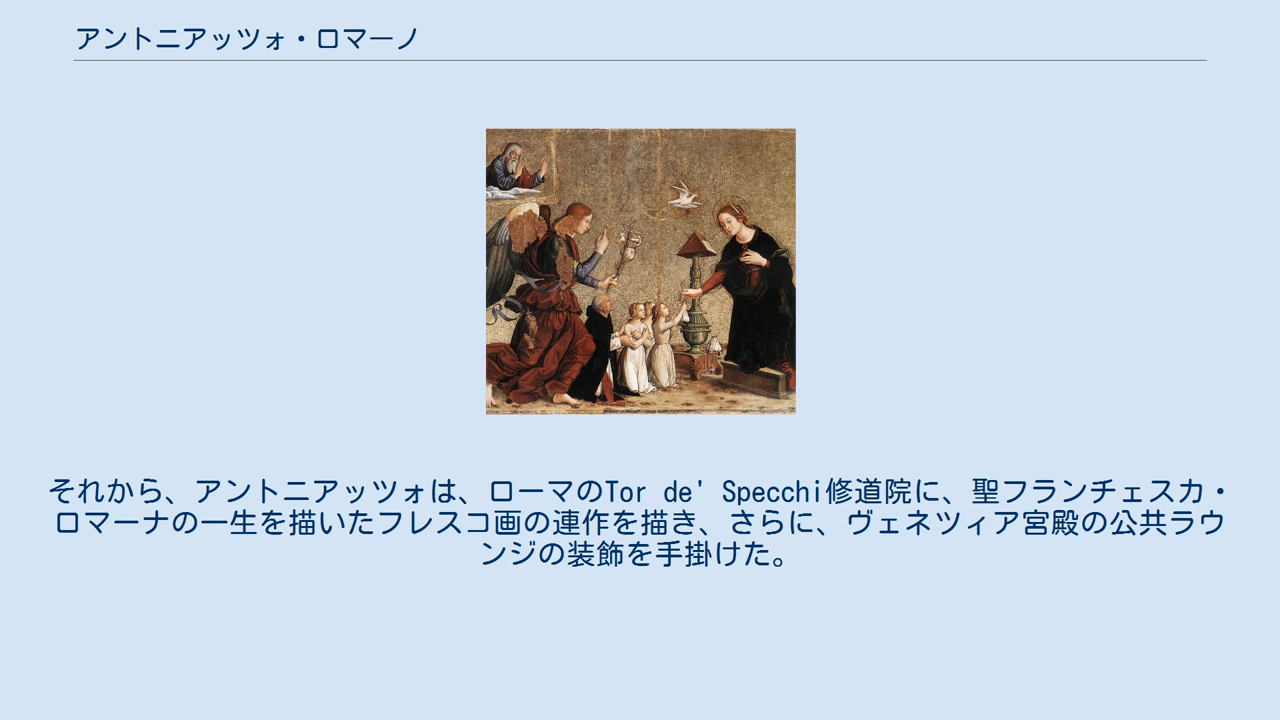 アントニアッツォ・ロマーノ
それから、アントニアッツォは、ローマのTor de' Specchi修道院に、聖フランチェスカ・
ロマーナの一生を描いたフレスコ画の連作を描き、さらに、ヴェネツィア宮殿の公共ラウ
ンジの装飾を手掛けた。